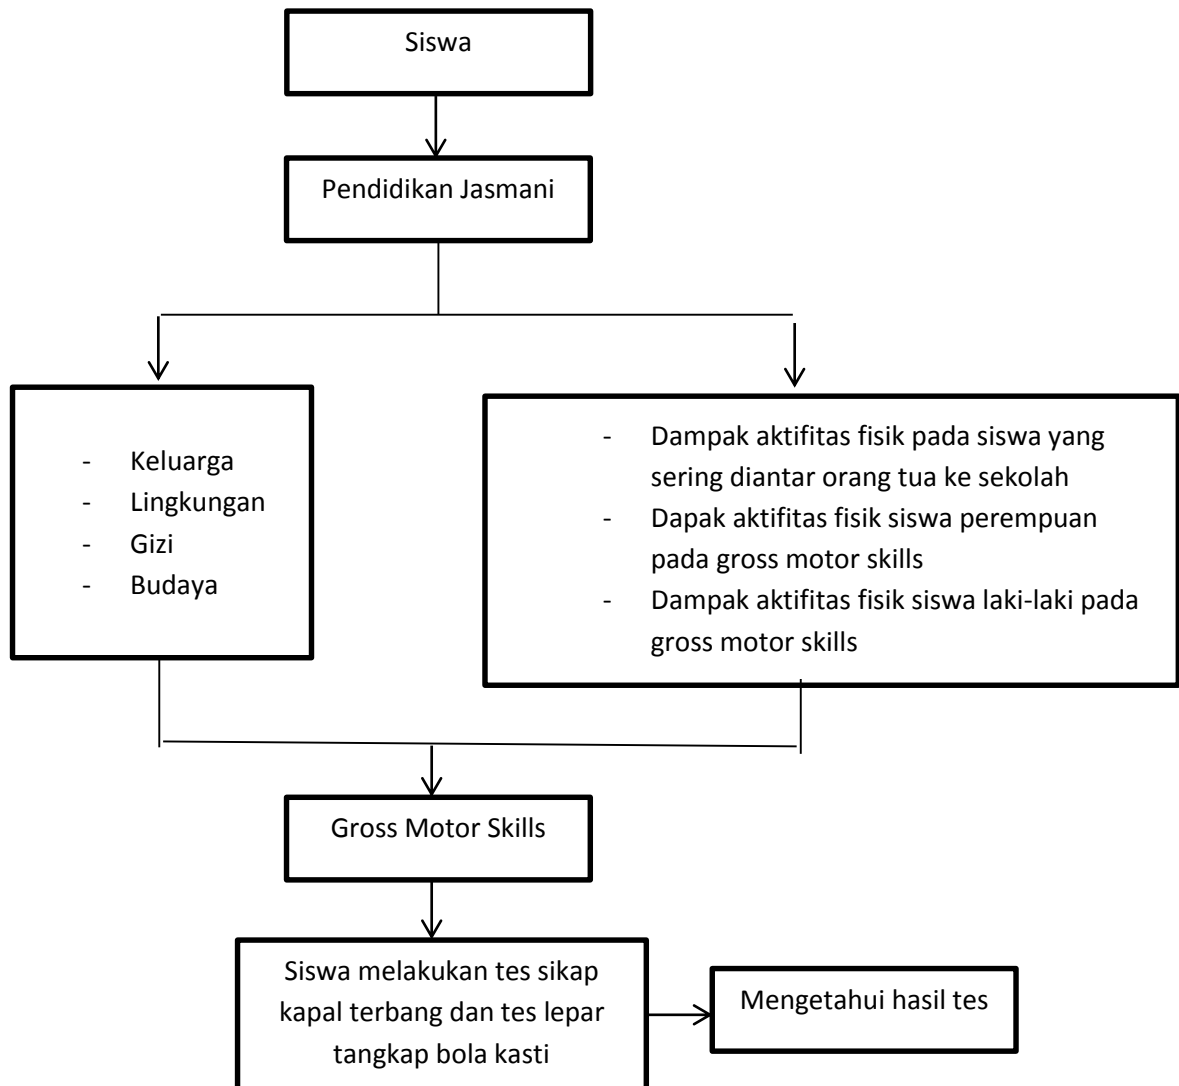 Siswa
Pendidikan Jasmani
- Keluarga
- Lingkungan
- Gizi
- Budaya
- Dampak aktifitas fisik pada siswa yang
sering diantar orang tua ke sekolah
- Dapak aktifitas fisik siswa perempuan
pada gross motor skills
- Dampak aktifitas fisik siswa laki-laki pada
gross motor skills
Gross Motor Skills
Siswa melakukan tes sikap
kapal terbang dan tes lepar
tangkap bola kasti
Mengetahui hasil tes